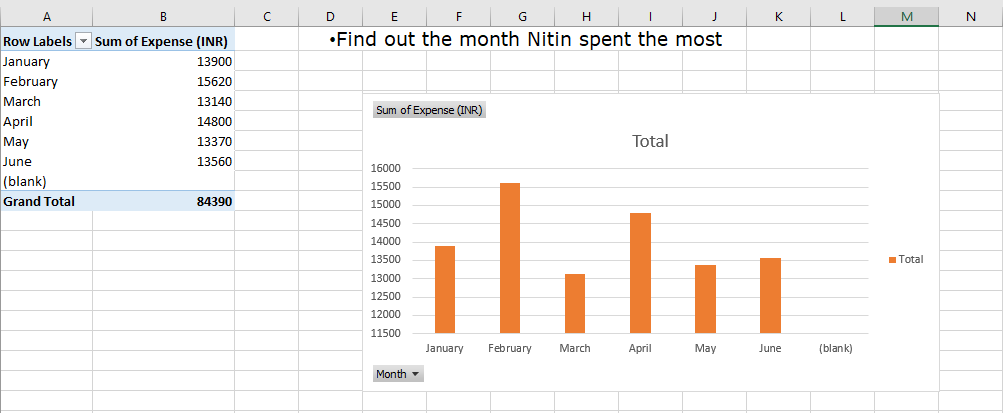 A B C D E F G H I J K L M N
Row Labels Sum of Expense (INR)
•Find out the month Nitin spent the most
January 13900
February 15620
March 13140
April 14800
May 13370
June 13560
(blank)
Grand Total 84390
Sum of Expense (INR)
Total
16000
15500
15000
14500
14000
13500
13000
12500
12000
11500
January February March April May June (blank)
Total
Month